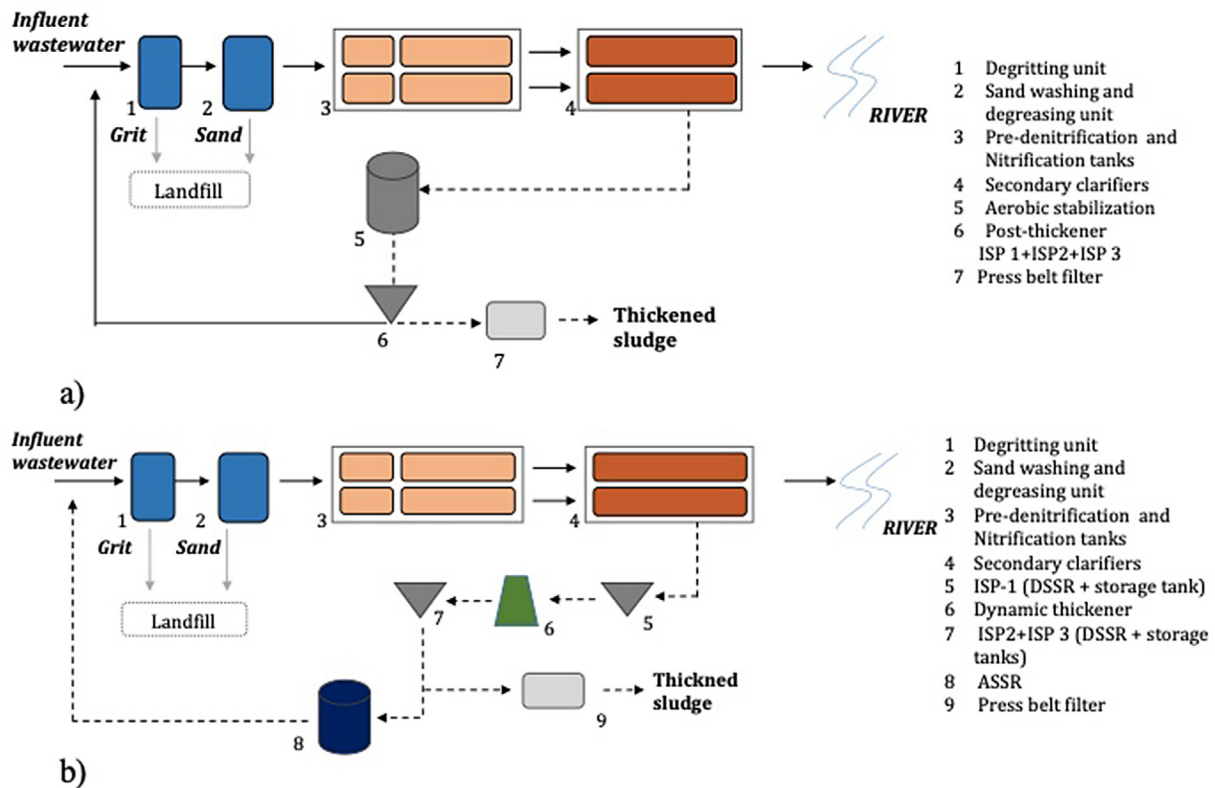 Influent
wastewater
1
2
3
4
Grit
Sand
Landfill
RIVER
5
6
7
Thickened
sludge
1 Degritting unit
2 Sand washing and
degreasing unit
3 Pre-denitrification and
Nitrification tanks
4 Secondary clarifiers
5 Aerobic stabilization
6 Post-thickener
ISP 1+ISP2+ISP 3
7 Press belt filter
a)
Influent
wastewater
1
2
3
4
Grit
Sand
Landfill
RIVER
7
6
5
8
9
Thickned
sludge
1 Degritting unit
2 Sand washing and
degreasing unit
3 Pre-denitrification and
Nitrification tanks
4 Secondary clarifiers
5 ISP-1 (DSSR + storage tank)
6 Dynamic thickener
7 ISP2+ISP 3 (DSSR + storage
tanks)
8 ASSR
9 Press belt filter
b)